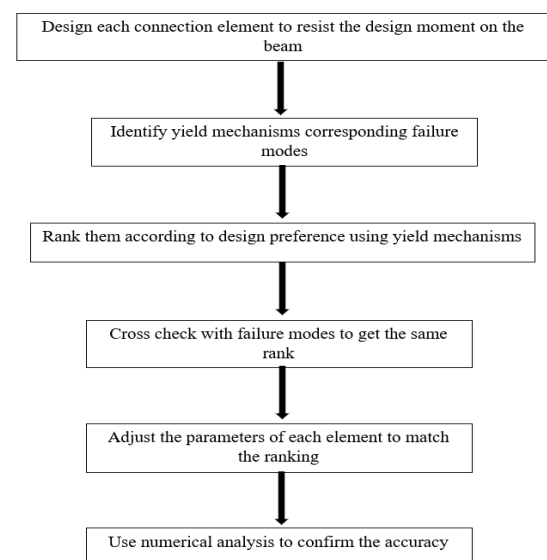 Design each connection element to resist the design moment on the
beam
Identify yield mechanisms corresponding failure
modes
Rank them according to design preference using yield mechanisms
Cross check with failure modes to get the same
rank
Adjust the parameters of each element to match
the ranking
Use numerical analysis to confirm the accuracy